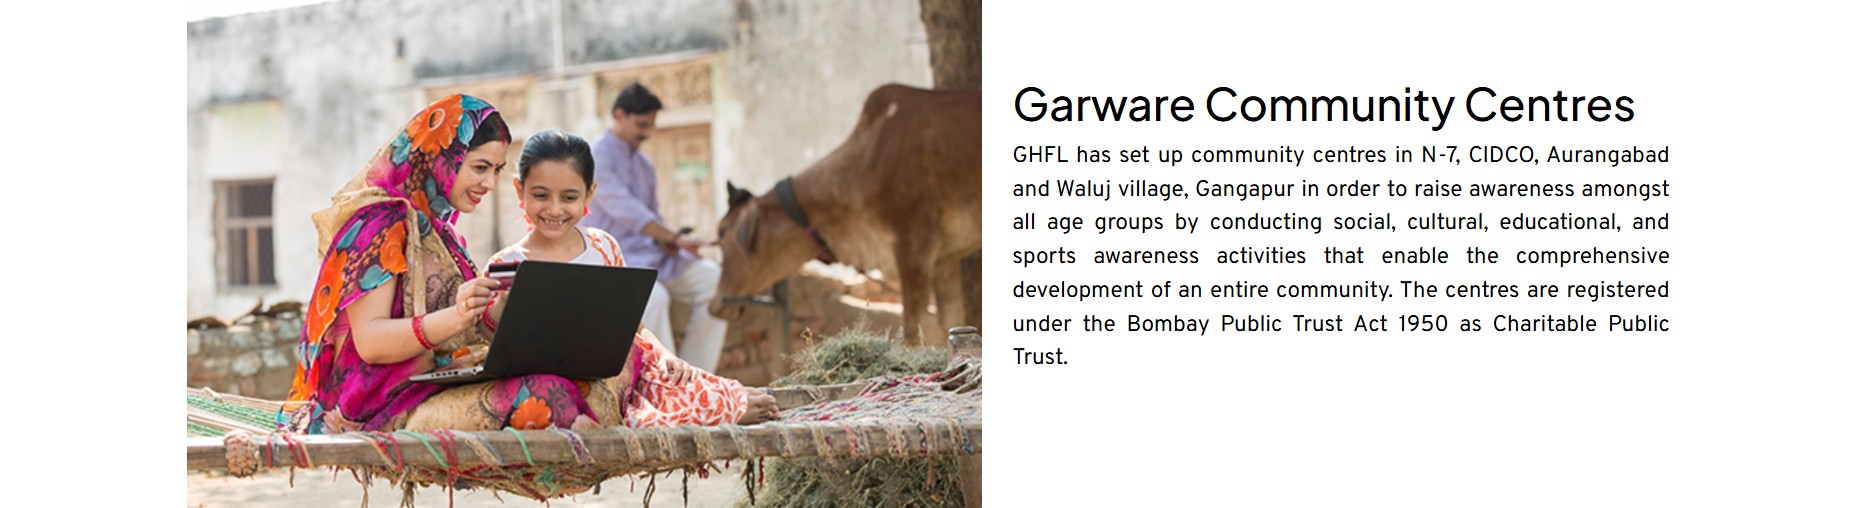 Garware Community Centres
GHFL has set up community centres in N-7, CIDCO, Aurangabad
and Waluj village, Gangapur in order to raise awareness amongst
all age groups by conducting social, cultural, educational, and
sports awareness activities that enable the comprehensive
development of an entire community. The centres are registered
under the Bombay Public Trust Act 1950 as Charitable Public
Trust.